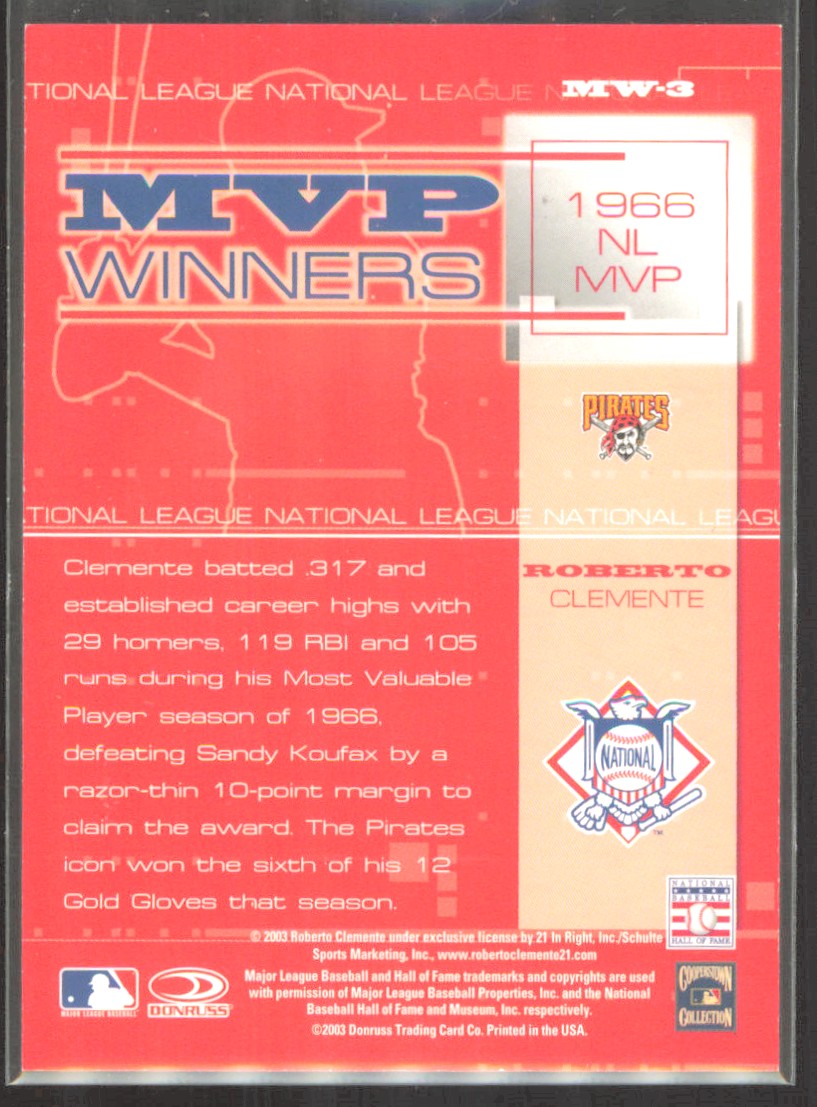 TIONAL LEAGUE NATIONAL LEAGUE N
MW-3
MVP
WINNERS
1966
NL
MVP
PIRATES
TIONAL LEAGUE NATIONAL LEAGUE NATIONAL LEAGU
Clemente batted .317 and
established career highs with
29 homers, 119 RBI and 105
runs during his Most Valuable
Player season of 1966,
defeating Sandy Koufax by a
razor-thin 10-point margin to
claim the award. The Pirates
icon won the sixth of his 12
Gold Gloves that season.
ROBERTO
CLEMENTE
NATIONAL
TM
NATIONAL
BASEBALL
HALL OF FAME
© 2003 Roberto Clemente under exclusive license by 21 In Right, Inc./Schulte
Sports Marketing, Inc., www.robertoclemente21.com
Major League Baseball and Hall of Fame trademarks and copyrights are used
with permission of Major League Baseball Properties, Inc. and the National
Baseball Hall of Fame and Museum, Inc. respectively.
©2003 Donruss Trading Card Co. Printed in the USA.
MAJOR LEAGUE BASEBALL
DONRUSS
COOPERSTOWN
COLLECTION